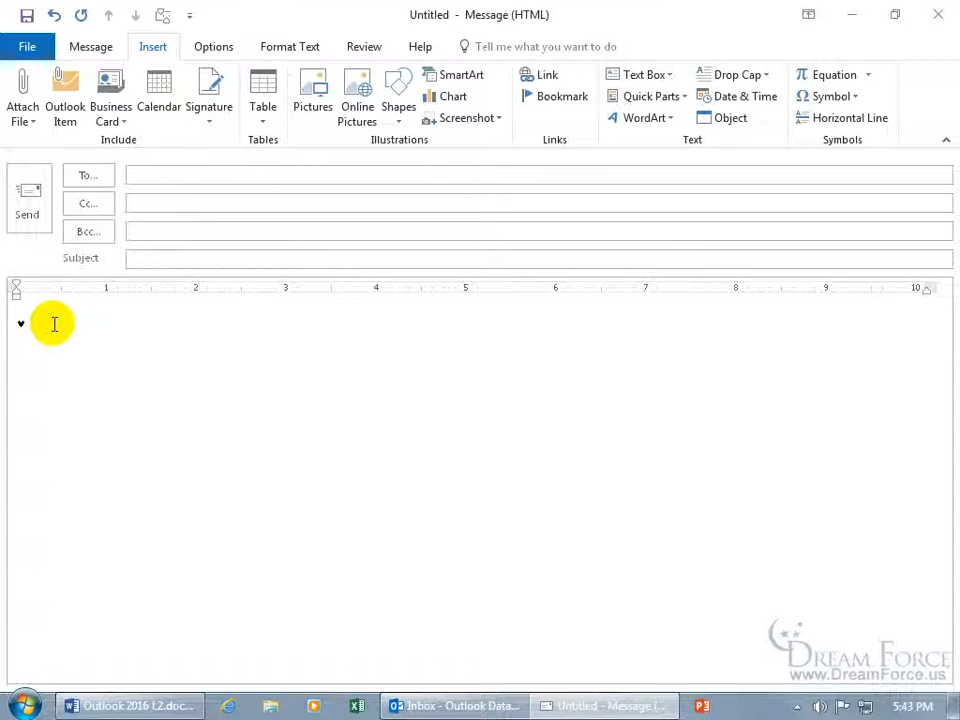 Untitled - Message (HTML)
File Message Insert Options Format Text Review Help Tell me what you want to do
Attach File
Outlook Item
Business Card
Calendar
Signature
Include
Table
Tables
Pictures
Online Pictures
Shapes
SmartArt
Chart
Screenshot
Illustrations
Link
Bookmark
Links
Text Box
Quick Parts
WordArt
Drop Cap
Date & Time
Object
Text
Equation
Symbol
Horizontal Line
Symbols
Send
To...
Cc...
Bcc...
Subject
1 2 3 4 5 6 7 8 9 10
♥
DREAM FORCE
www.DreamForce.us
Outlook 2016 L2.doc...
Inbox - Outlook Data...
Untitled - Message (...
5:43 PM